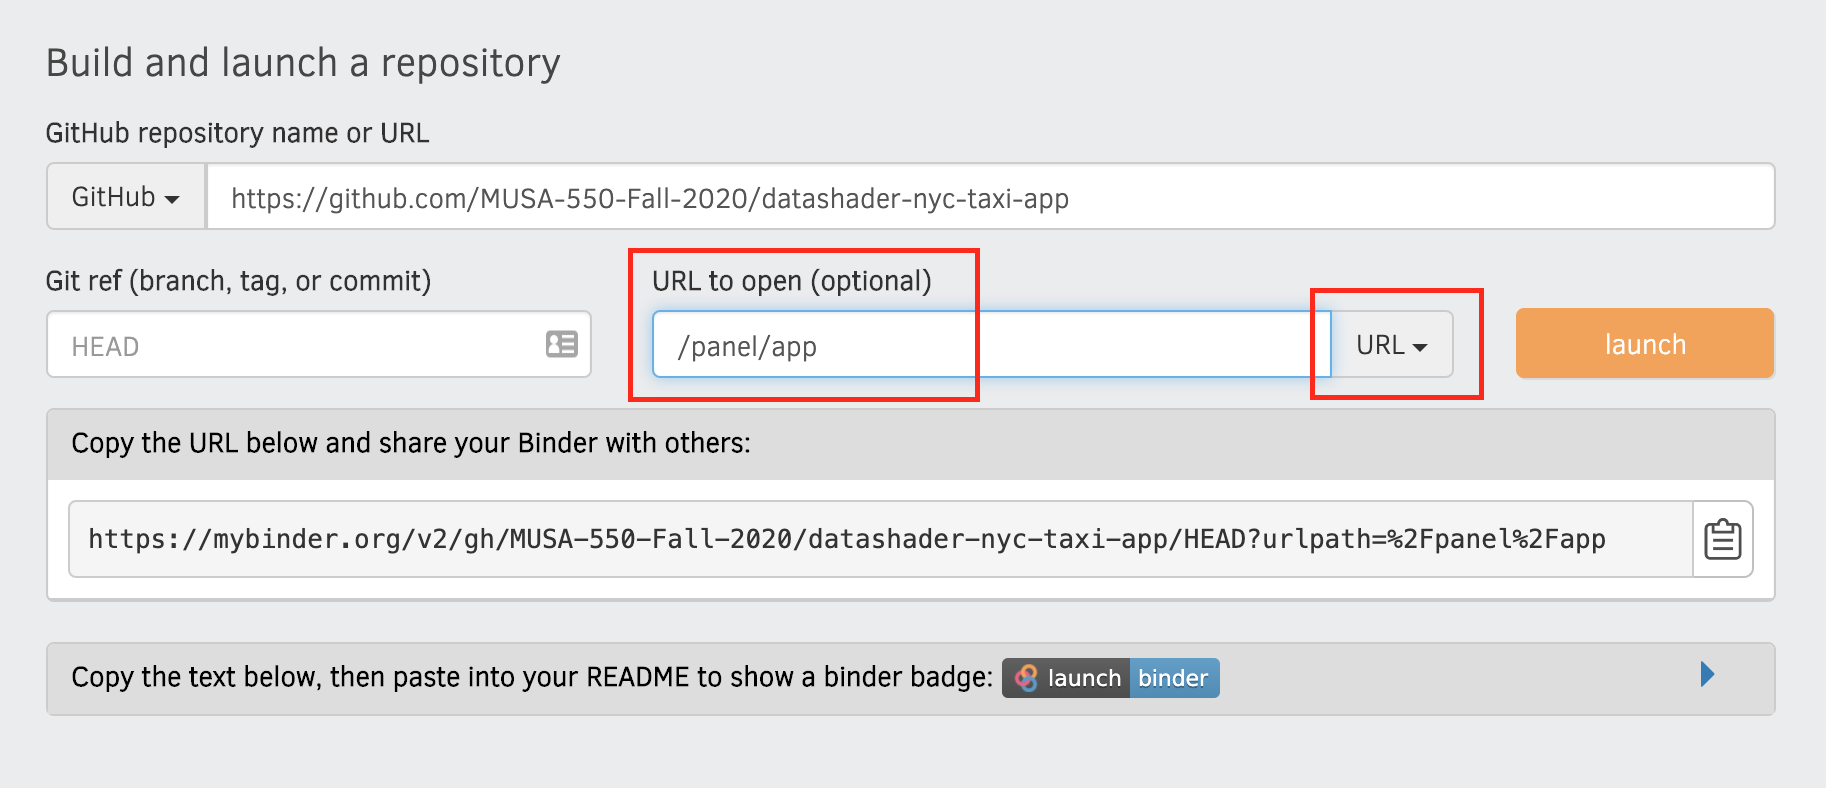 Build and launch a repository
GitHub repository name or URL
GitHub https://github.com/MUSA-550-Fall-2020/datashader-nyc-taxi-app
Git ref (branch, tag, or commit) URL to open (optional)
HEAD /panel/app URL launch
Copy the URL below and share your Binder with others:
https://mybinder.org/v2/gh/MUSA-550-Fall-2020/datashader-nyc-taxi-app/HEAD?urlpath=%2Fpanel%2Fapp
Copy the text below, then paste into your README to show a binder badge: launch binder